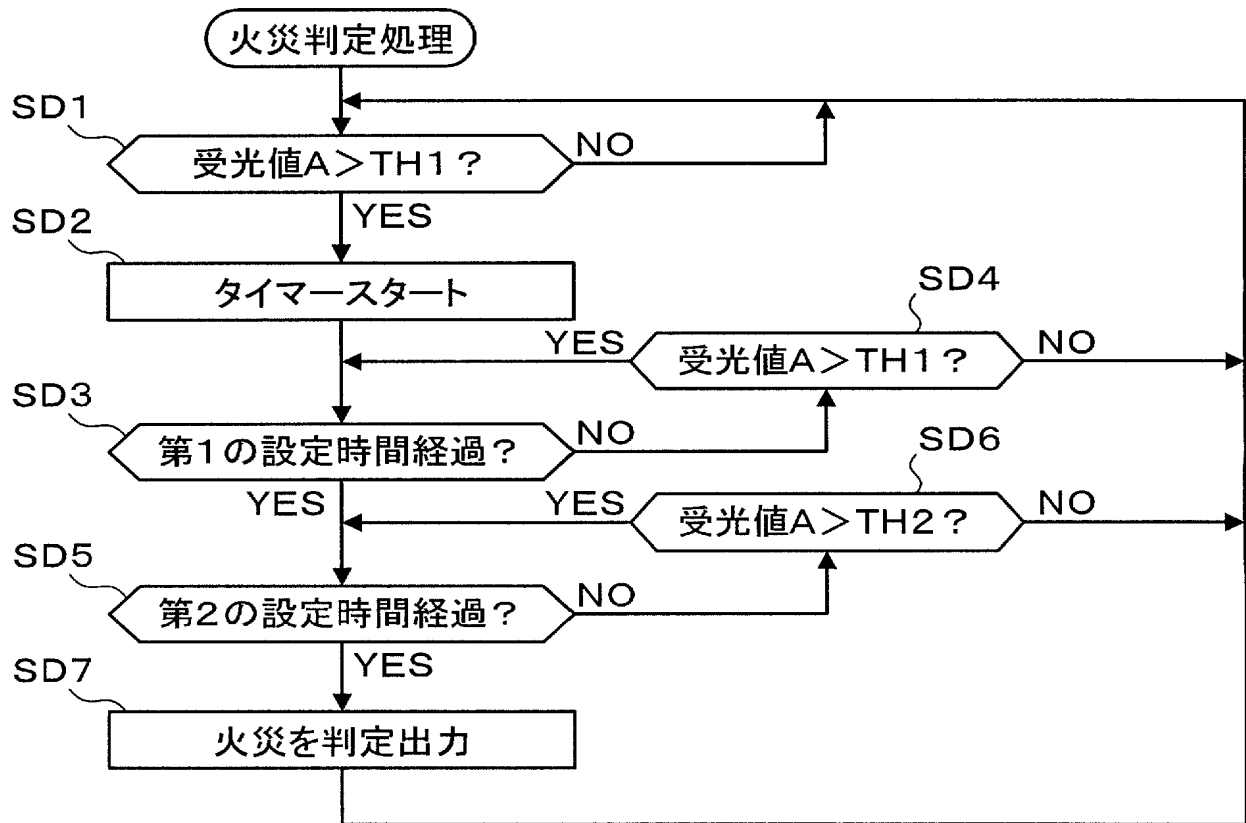 火災判定処理
SD1
受光値A＞TH1？
NO
YES
SD2
タイマースタート
SD4
YES
受光値A＞TH1？
NO
SD3
第1の設定時間経過？
NO
YES
SD6
YES
受光値A＞TH2？
NO
SD5
第2の設定時間経過？
NO
YES
SD7
火災を判定出力